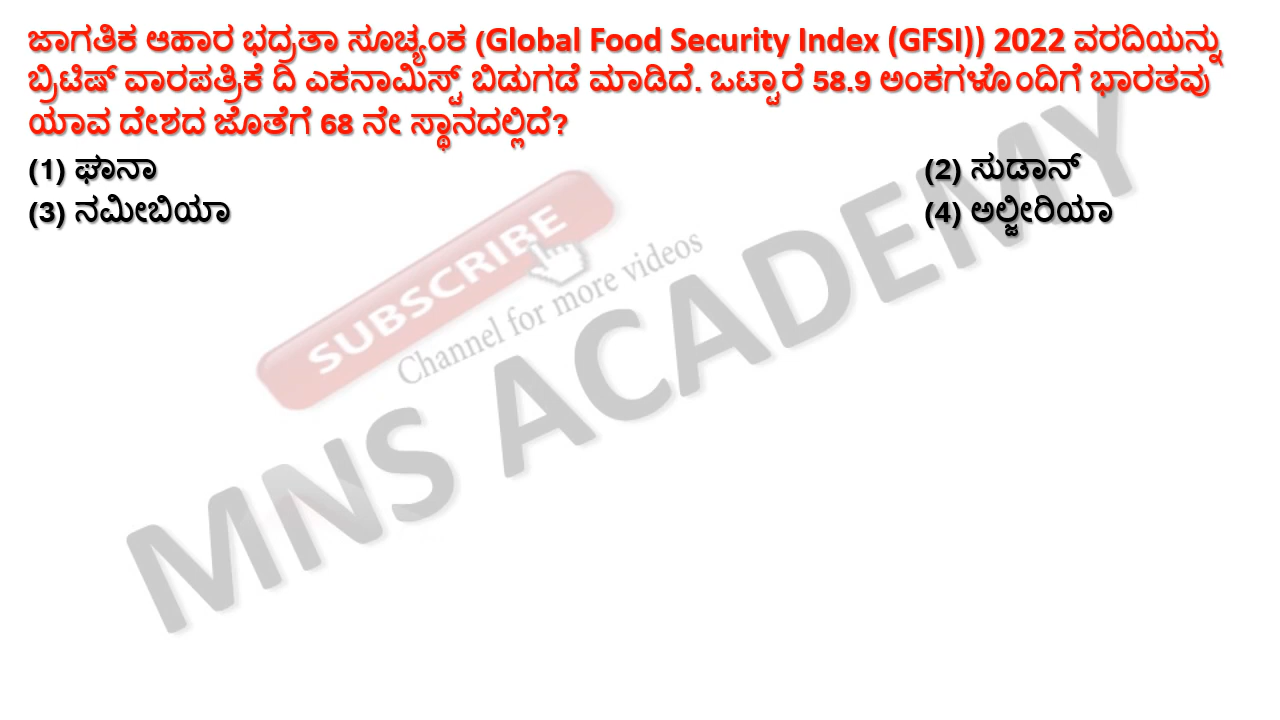 ಜಾಗತಿಕ ಆಹಾರ ಭದ್ರತಾ ಸೂಚ್ಯಂಕ (Global Food Security Index (GFSI)) 2022 ವರದಿಯನ್ನು
ಬ್ರಿಟಿಷ್ ವಾರಪತ್ರಿಕೆ ದಿ ಎಕನಾಮಿಸ್ಟ್ ಬಿಡುಗಡೆ ಮಾಡಿದೆ. ಒಟ್ಟಾರೆ 58.9 ಅಂಕಗಳೊಂದಿಗೆ ಭಾರತವು
ಯಾವ ದೇಶದ ಜೊತೆಗೆ 68 ನೇ ಸ್ಥಾನದಲ್ಲಿದೆ?
(1) ಘಾನಾ (2) ಸುಡಾನ್
(3) ನಮೀಬಿಯಾ (4) ಅಲ್ಜೀರಿಯಾ
SUBSCRIBE
Channel for more videos
MNS ACADEMY